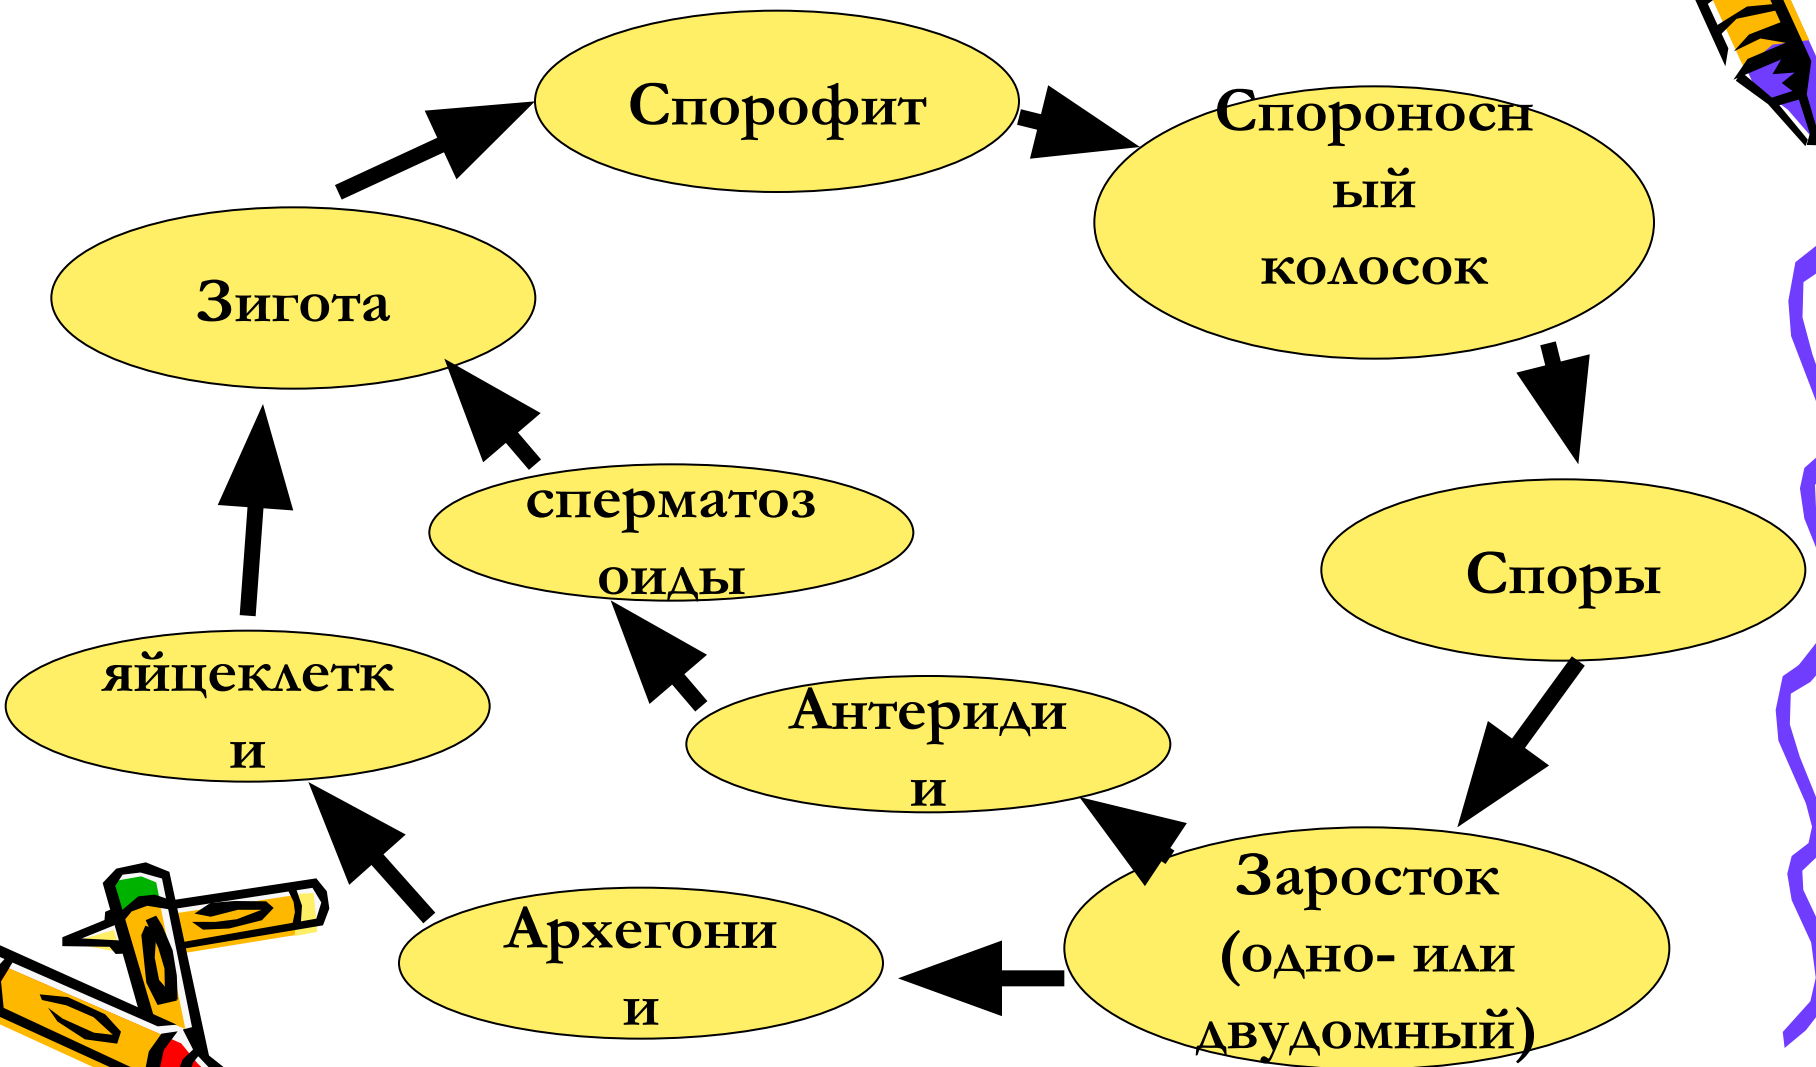 Спорофит
Спороносн
ый
колосок
Зигота
сперматоз
оиды
Споры
яйцеклетк
и
Антериди
и
Заросток
(одно- или
двудомный)
Архегони
и